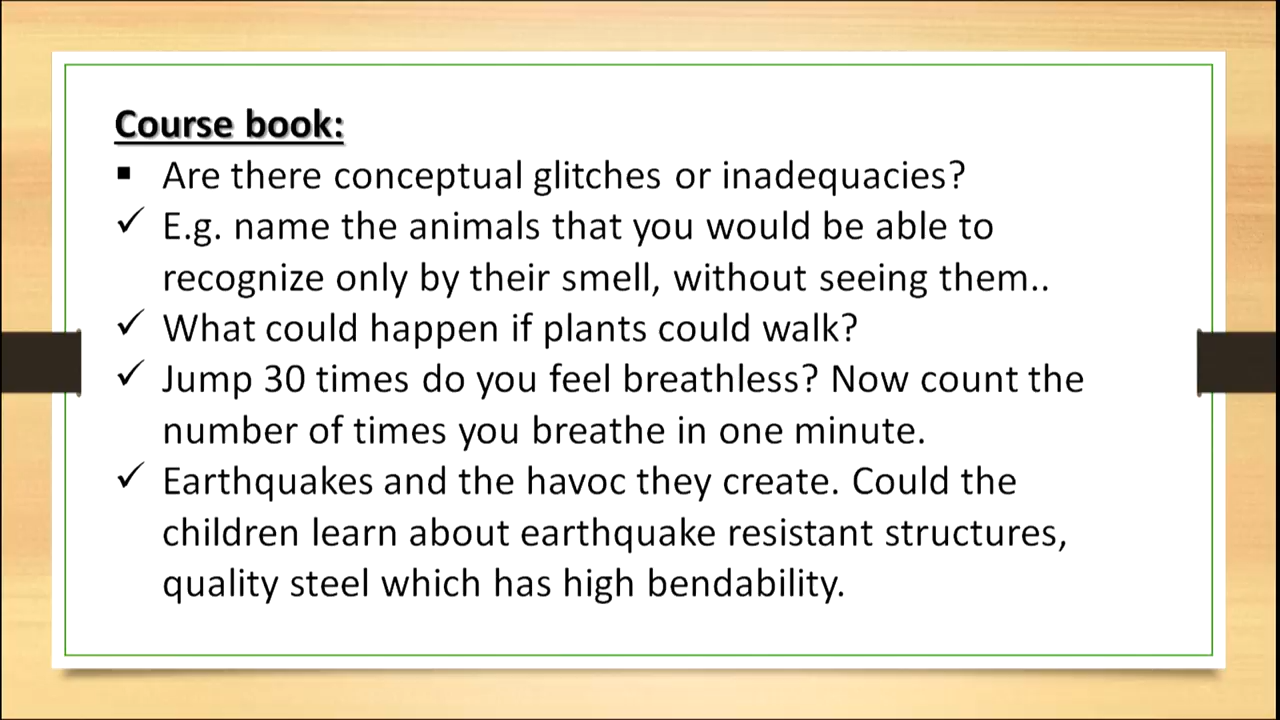 Course book:
▪ Are there conceptual glitches or inadequacies?
✓ E.g. name the animals that you would be able to
recognize only by their smell, without seeing them..
✓ What could happen if plants could walk?
✓ Jump 30 times do you feel breathless? Now count the
number of times you breathe in one minute.
✓ Earthquakes and the havoc they create. Could the
children learn about earthquake resistant structures,
quality steel which has high bendability.